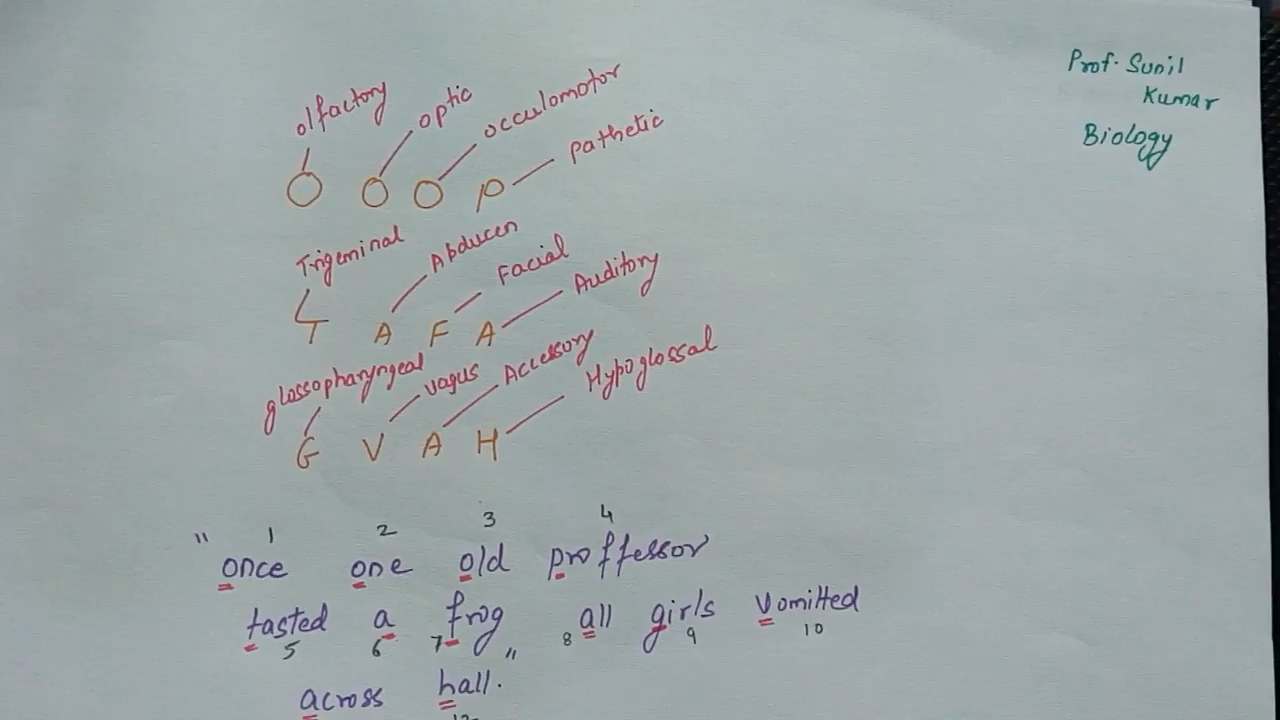 olfactory optic occulomotor pathetic
O O O P
Trigeminal Abducen Facial Auditory
T A F A
glossopharyngeal vagus Accessory Hypoglossal
G V A H
Prof. Sunil
Kumar
Biology
1 2 3 4
"once one old proffessor
tasted a frog" all girls vomitted
5 6 7 8 9 10
across hall.